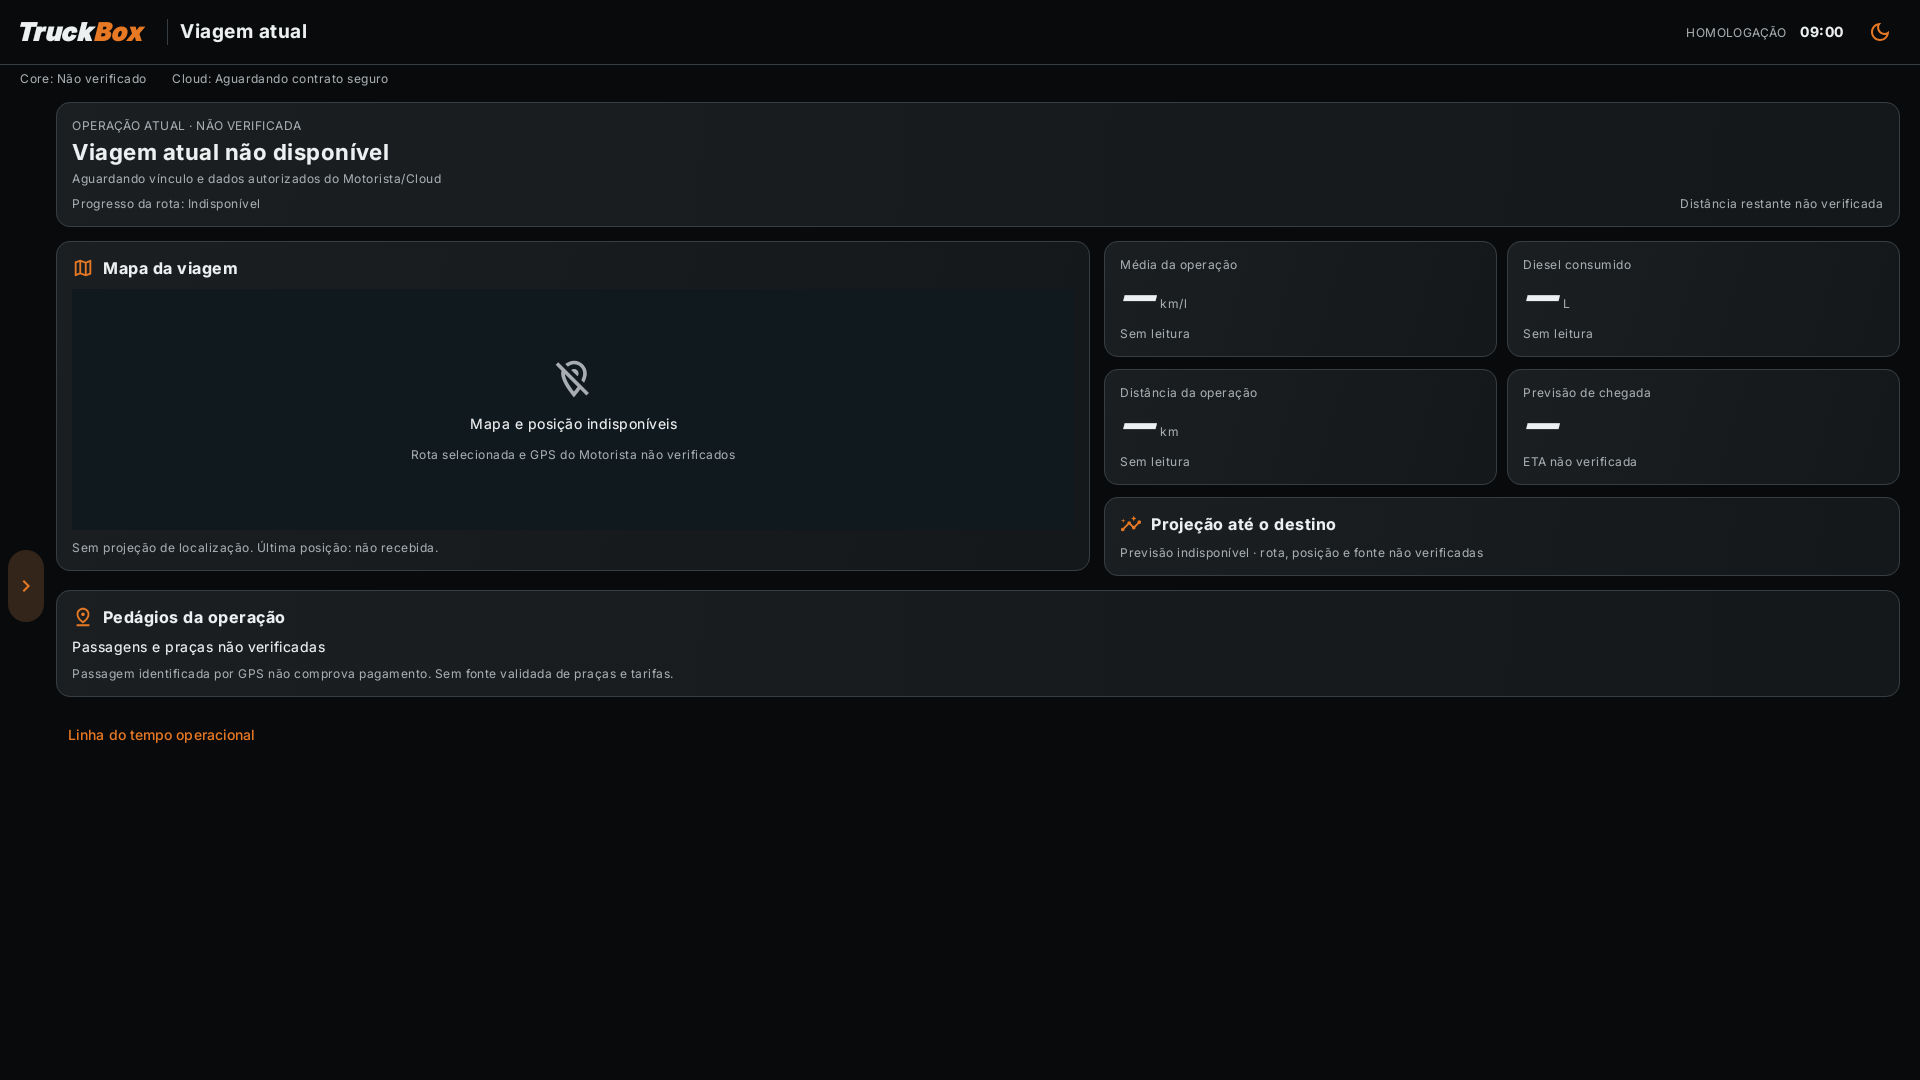 TruckBox
Viagem atual
HOMOLOGAÇÃO 09:00
Core: Não verificado
Cloud: Aguardando contrato seguro
OPERAÇÃO ATUAL · NÃO VERIFICADA
Viagem atual não disponível
Aguardando vínculo e dados autorizados do Motorista/Cloud
Progresso da rota: Indisponível
Distância restante não verificada
Mapa da viagem
Mapa e posição indisponíveis
Rota selecionada e GPS do Motorista não verificados
Sem projeção de localização. Última posição: não recebida.
Média da operação
— km/l
Sem leitura
Diesel consumido
— L
Sem leitura
Distância da operação
— km
Sem leitura
Previsão de chegada
—
ETA não verificada
Projeção até o destino
Previsão indisponível · rota, posição e fonte não verificadas
Pedágios da operação
Passagens e praças não verificadas
Passagem identificada por GPS não comprova pagamento. Sem fonte validada de praças e tarifas.
Linha do tempo operacional